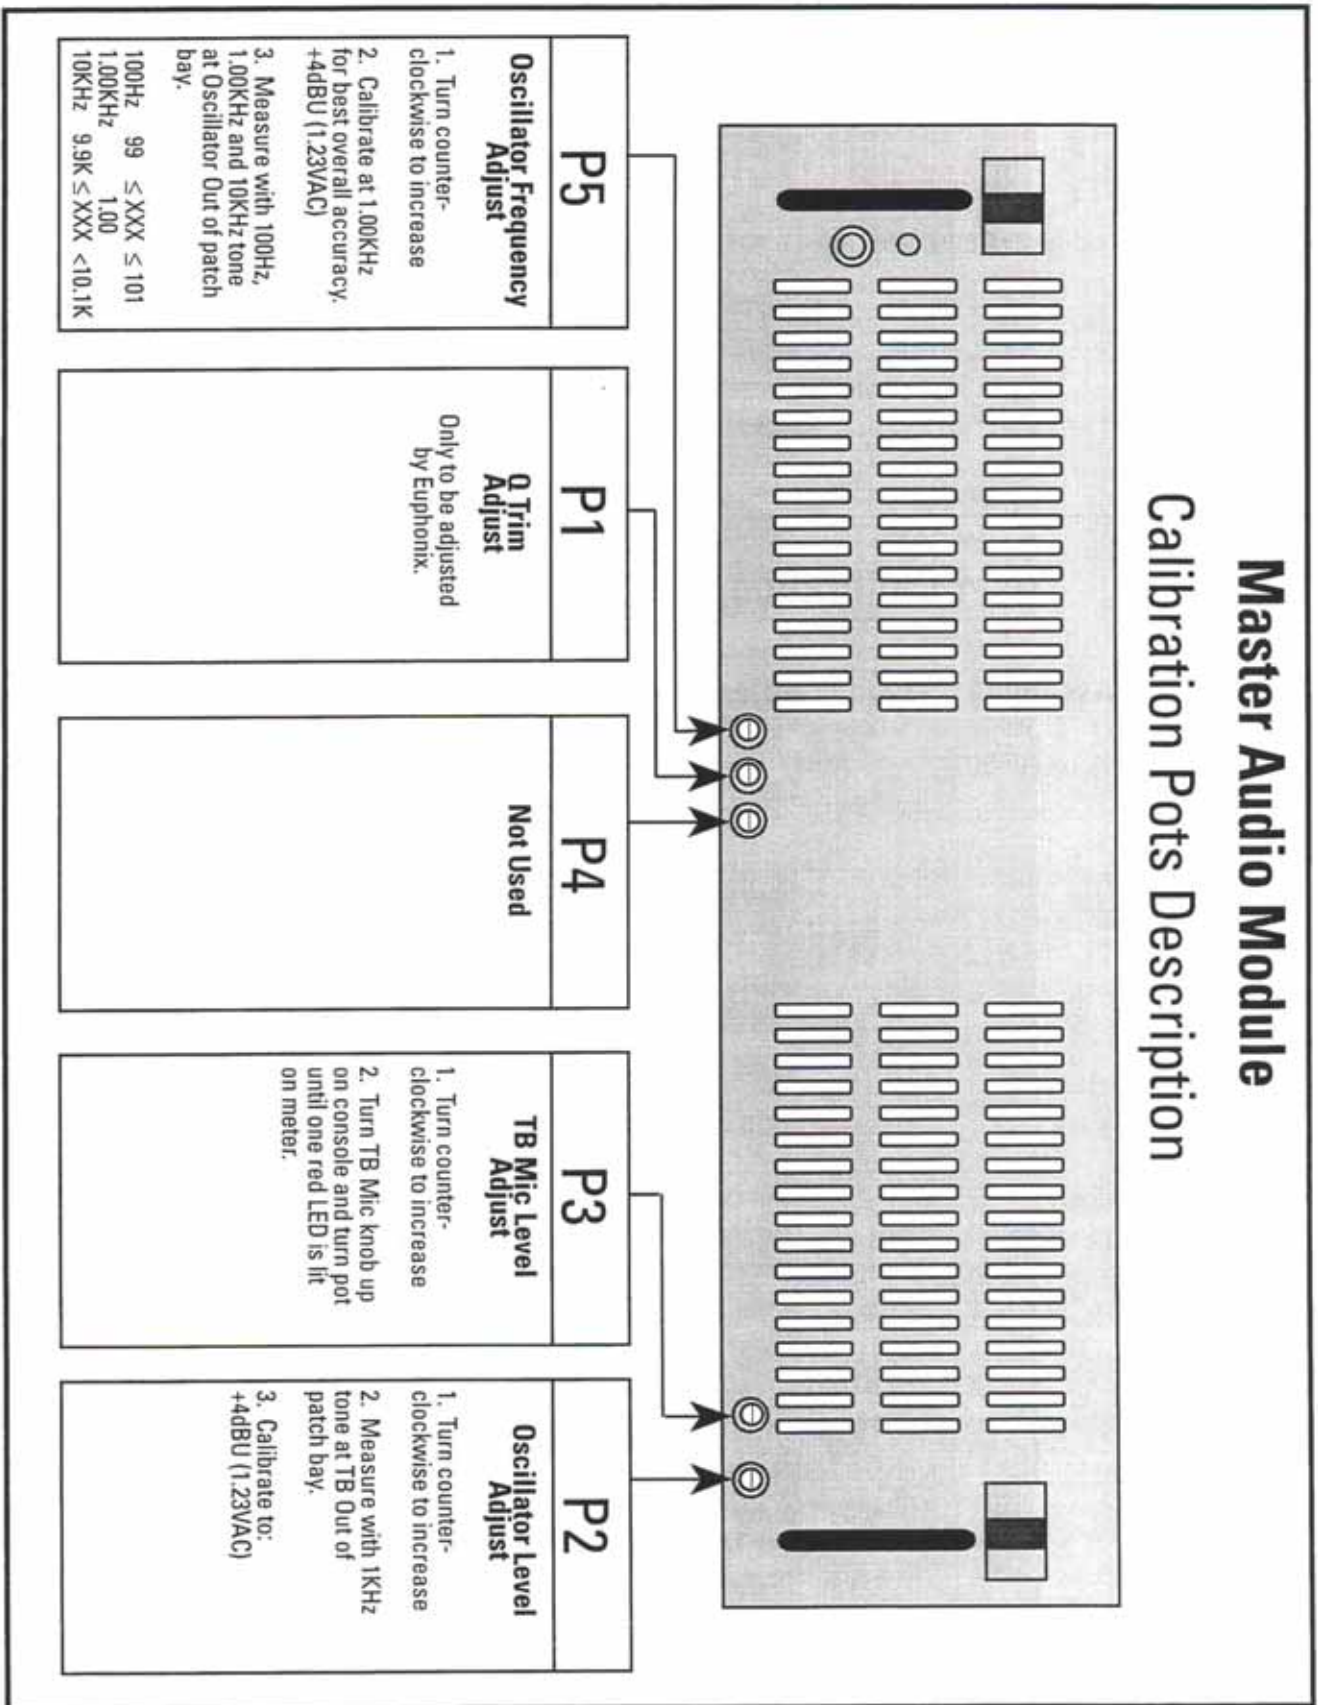 Master Audio Module
Calibration Pots Description
P5
Oscillator Frequency
Adjust
1. Turn counter-
clockwise to increase
2. Calibrate at 1.00KHz
for best overall accuracy.
+4dBU (1.23VAC)
3. Measure with 100Hz,
1.00KHz and 10KHz tone
at Oscillator Out of patch
bay.
100Hz 99 ≤ XXX ≤ 101
1.00KHz 1.00
10KHz 9.9K ≤ XXX <10.1K
P1
Q Trim
Adjust
Only to be adjusted
by Euphonix.
P4
Not Used
P3
TB Mic Level
Adjust
1. Turn counter-
clockwise to increase
2. Turn TB Mic knob up
on console and turn pot
until one red LED is lit
on meter.
P2
Oscillator Level
Adjust
1. Turn counter-
clockwise to increase
2. Measure with 1KHz
tone at TB Out of
patch bay.
3. Calibrate to:
+4dBU (1.23VAC)